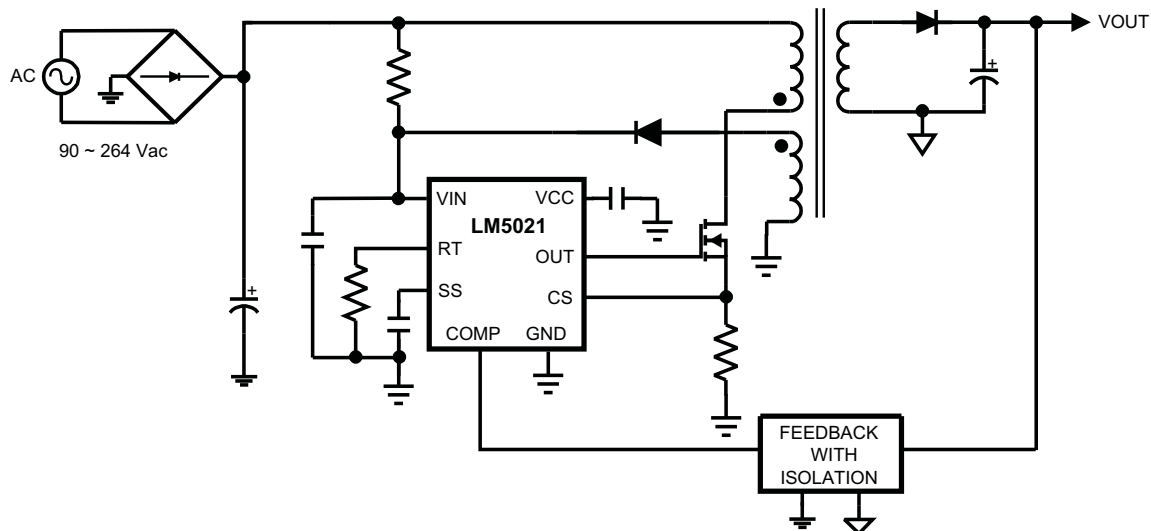 VOUT
AC
90 ~ 264 Vac
VIN
VCC
LM5021
RT
OUT
SS
CS
COMP
GND
FEEDBACK
WITH
ISOLATION
+
+